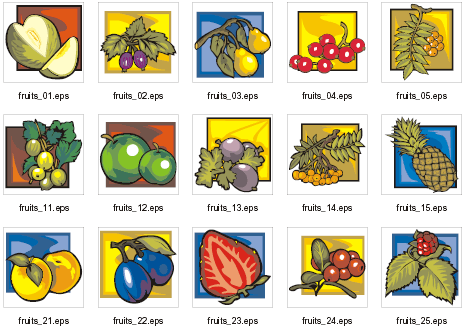 fruits_01.eps fruits_02.eps fruits_03.eps fruits_04.eps fruits_05.eps
fruits_11.eps fruits_12.eps fruits_13.eps fruits_14.eps fruits_15.eps
fruits_21.eps fruits_22.eps fruits_23.eps fruits_24.eps fruits_25.eps